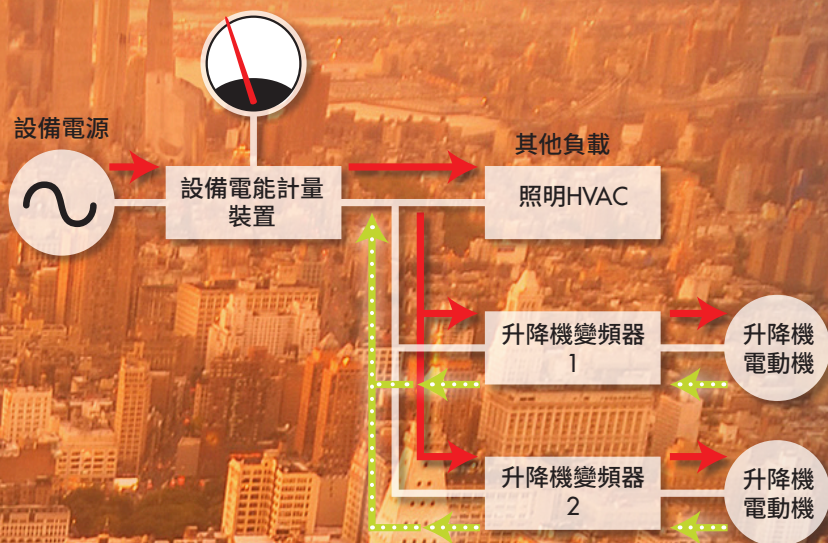 設備電源
設備電能計量
裝置
其他負載
照明HVAC
升降機變頻器
1
升降機
電動機
升降機變頻器
2
升降機
電動機